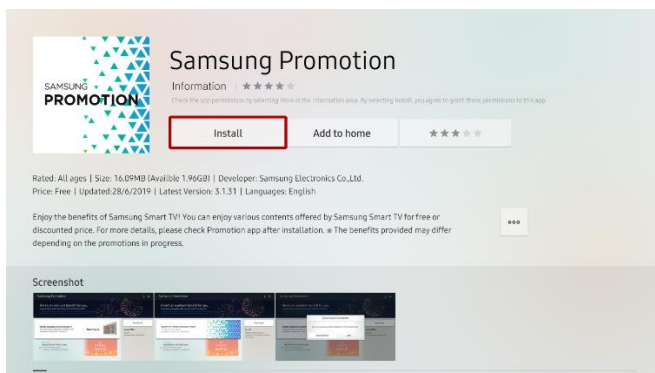 Samsung Promotion
SAMSUNG
PROMOTION
Information
Check the app permissions by selecting More in the information area. By selecting Install, you agree to grant those permissions to this app.
Install
Add to home
Rated: All ages | Size: 16.09MB (Availble 1.96GB) | Developer: Samsung Electronics Co.,Ltd.
Price: Free | Updated:28/6/2019 | Latest Version: 3.1.31 | Languages: English
Enjoy the benefits of Samsung Smart TV! You can enjoy various contents offered by Samsung Smart TV for free or
discounted price. For more details, please check Promotion app after installation. ※ The benefits provided may differ
depending on the promotions in progress.
Screenshot